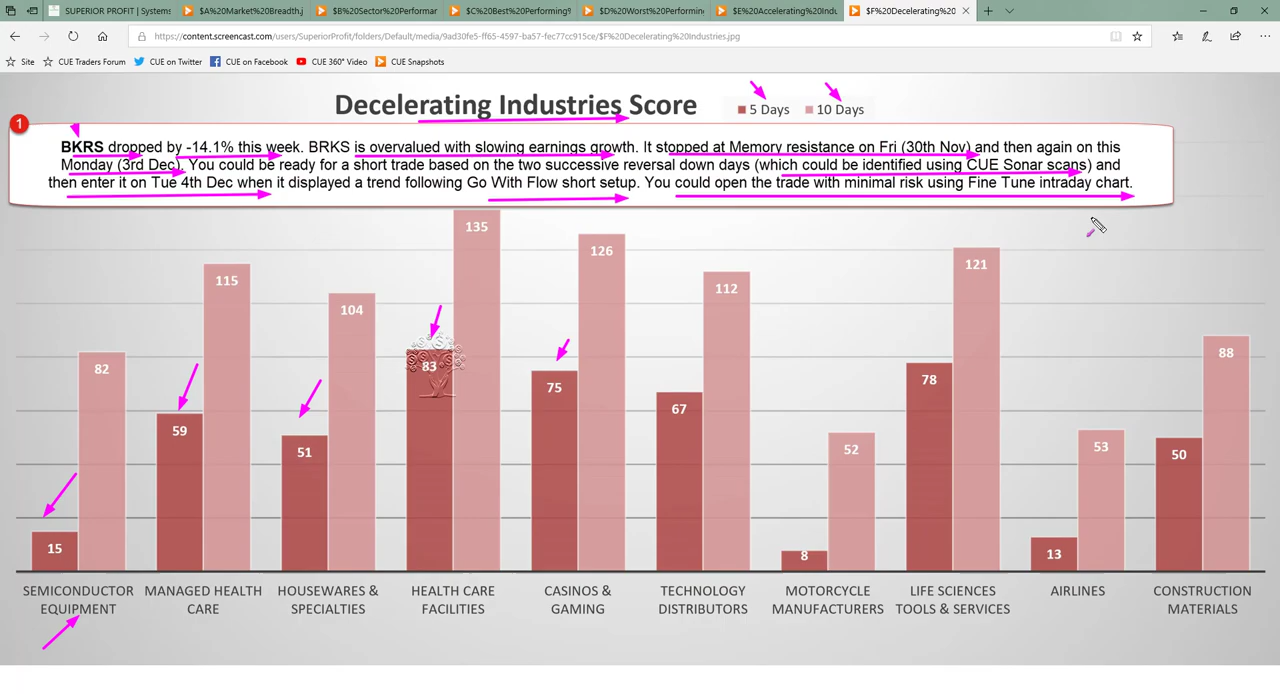 SUPERIOR PROFIT | Systems
$A%20Market%20Breadth.j
$B%20Sector%20Performar
$C%20Best%20Performing%
$D%20Worst%20Performing
$E%20Accelerating%20Indu
$F%20Decelerating%20
https://content.screencast.com/users/SuperiorProfit/folders/Default/media/9ad30fe5-ff65-4597-ba57-fec77cc915ce/$F%20Decelerating%20Industries.jpg
Site
CUE Traders Forum
CUE on Twitter
CUE on Facebook
CUE 360° Video
CUE Snapshots
Decelerating Industries Score
5 Days
10 Days
1
BKRS dropped by -14.1% this week. BRKS is overvalued with slowing earnings growth. It stopped at Memory resistance on Fri (30th Nov) and then again on this
Monday (3rd Dec). You could be ready for a short trade based on the two successive reversal down days (which could be identified using CUE Sonar scans) and
then enter it on Tue 4th Dec when it displayed a trend following Go With Flow short setup. You could open the trade with minimal risk using Fine Tune intraday chart.
15
82
59
115
51
104
83
135
75
126
67
112
8
52
78
121
13
53
50
88
SEMICONDUCTOR
EQUIPMENT
MANAGED HEALTH
CARE
HOUSEWARES &
SPECIALTIES
HEALTH CARE
FACILITIES
CASINOS &
GAMING
TECHNOLOGY
DISTRIBUTORS
MOTORCYCLE
MANUFACTURERS
LIFE SCIENCES
TOOLS & SERVICES
AIRLINES
CONSTRUCTION
MATERIALS